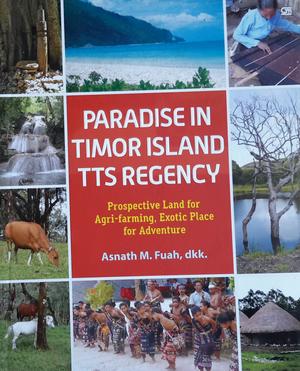 PARADISE IN
TIMOR ISLAND
TTS REGENCY
Prospective Land for
Agri-farming, Exotic Place
for Adventure
Asnath M. Fuah, dkk.